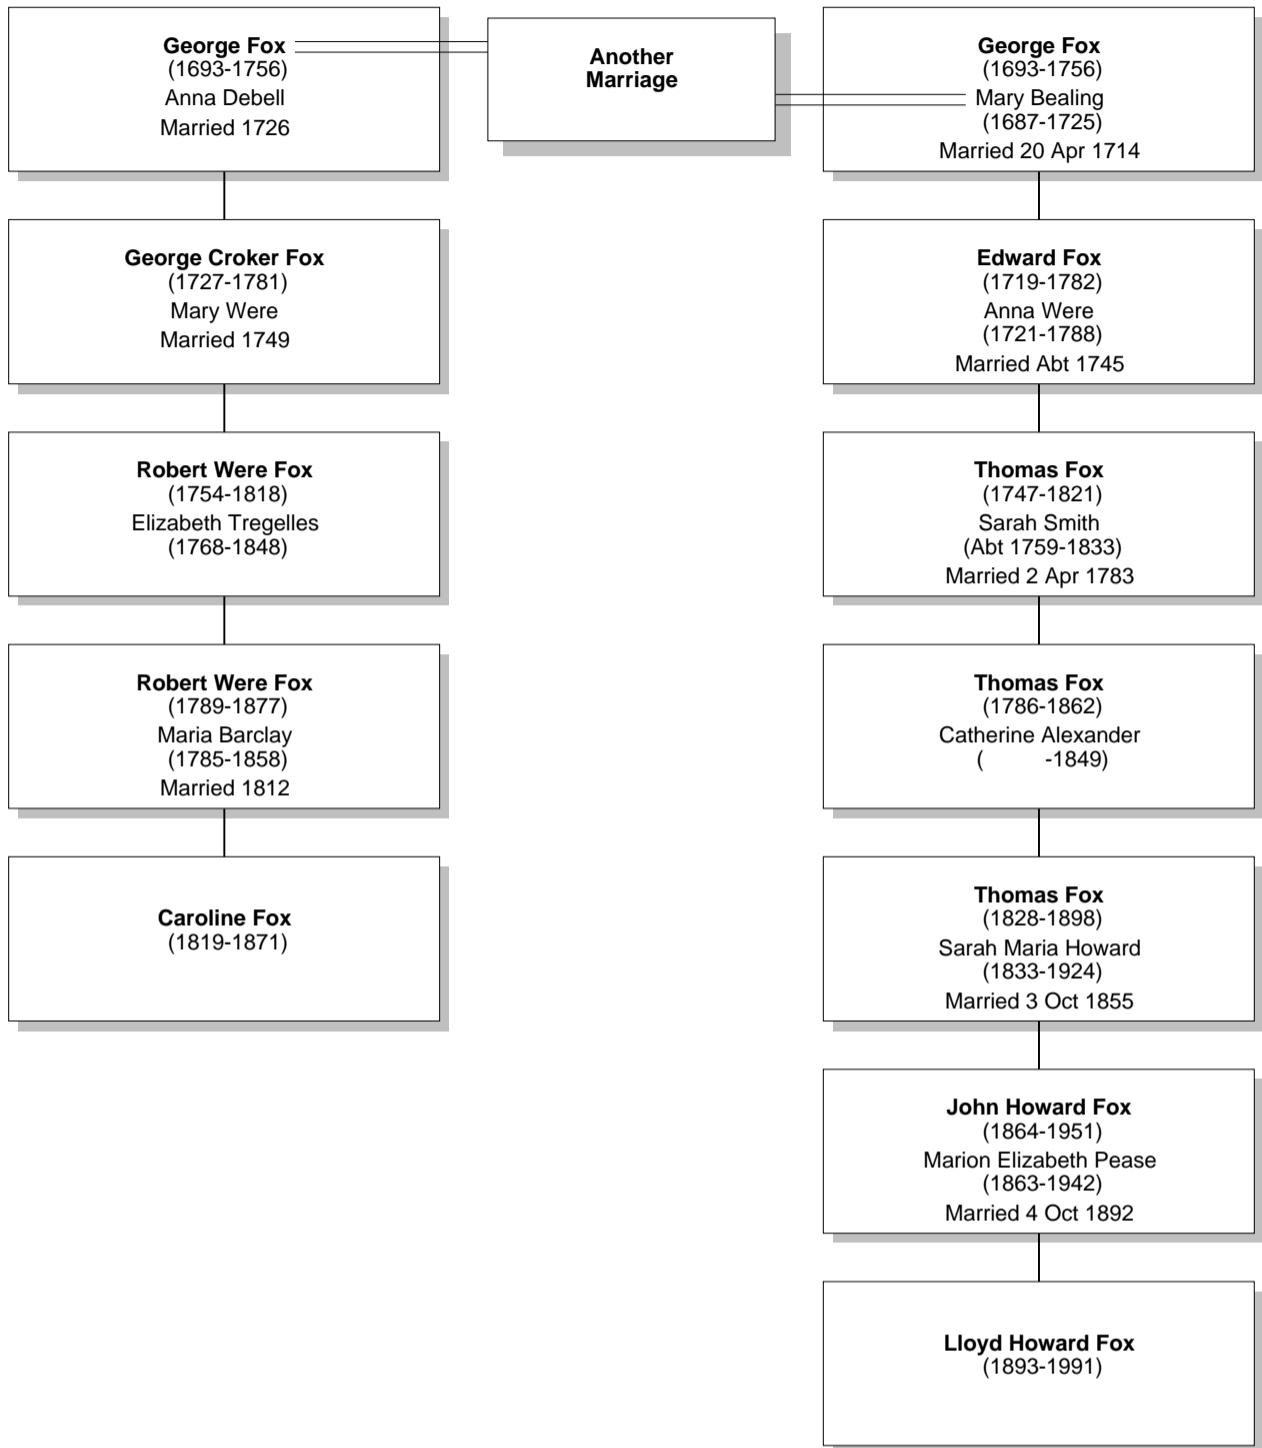 George Fox
(1693-1756)
Anna Debell
Married 1726
Another
Marriage
George Fox
(1693-1756)
Mary Bealing
(1687-1725)
Married 20 Apr 1714
George Croker Fox
(1727-1781)
Mary Were
Married 1749
Edward Fox
(1719-1782)
Anna Were
(1721-1788)
Married Abt 1745
Robert Were Fox
(1754-1818)
Elizabeth Tregelles
(1768-1848)
Thomas Fox
(1747-1821)
Sarah Smith
(Abt 1759-1833)
Married 2 Apr 1783
Robert Were Fox
(1789-1877)
Maria Barclay
(1785-1858)
Married 1812
Thomas Fox
(1786-1862)
Catherine Alexander
(          -1849)
Caroline Fox
(1819-1871)
Thomas Fox
(1828-1898)
Sarah Maria Howard
(1833-1924)
Married 3 Oct 1855
John Howard Fox
(1864-1951)
Marion Elizabeth Pease
(1863-1942)
Married 4 Oct 1892
Lloyd Howard Fox
(1893-1991)